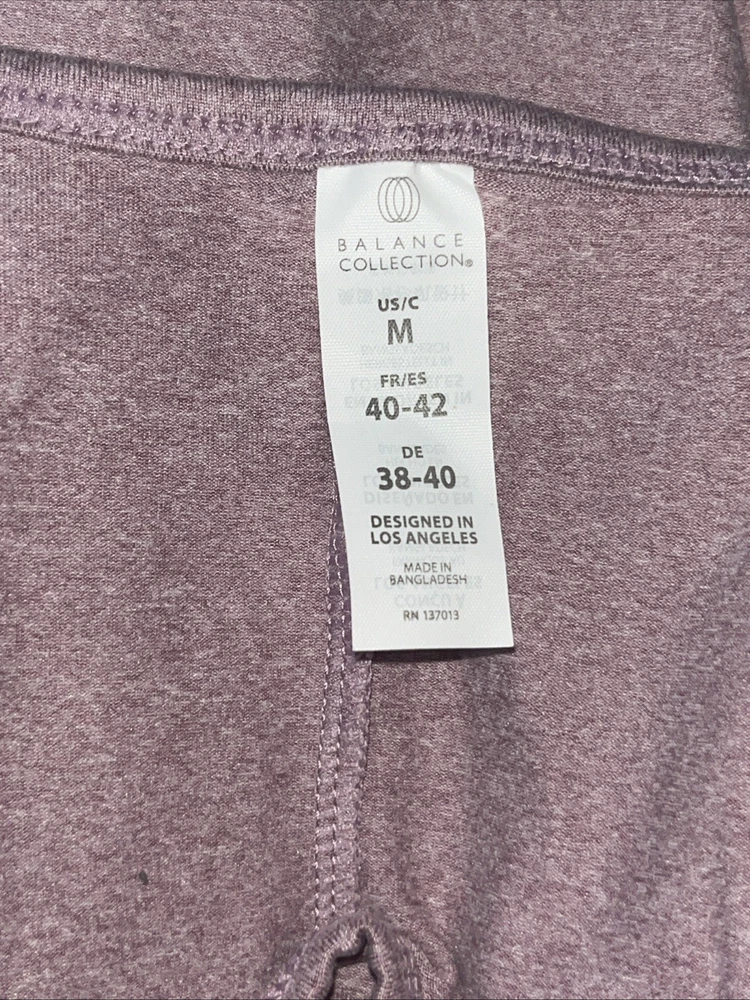 BALANCE
COLLECTION®
US/C
M
FR/ES
40-42
DE
38-40
DESIGNED IN
LOS ANGELES
MADE IN
BANGLADESH
RN 137013